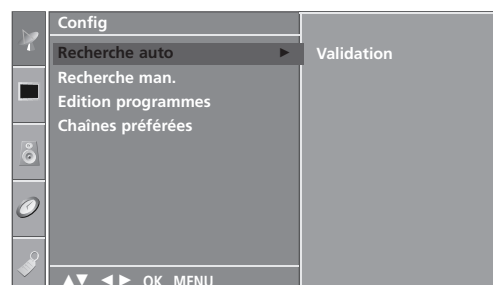 Config
Recherche auto ► Validation
Recherche man.
Edition programmes
Chaînes préférées
▲▼ ◄► OK MENU